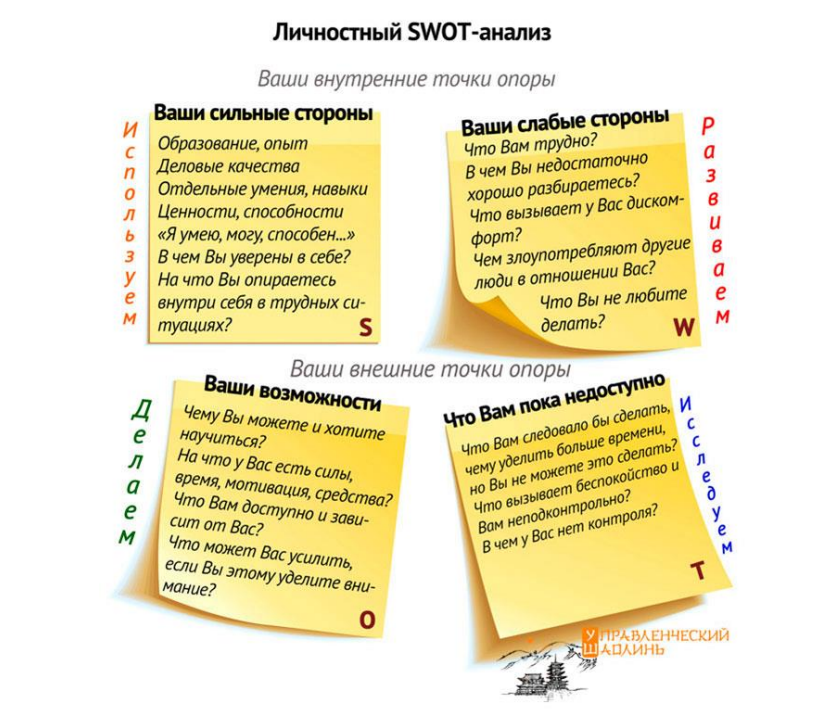 Личностный SWOT-анализ
Ваши внутренние точки опоры
Используем
Ваши сильные стороны
Образование, опыт
Деловые качества
Отдельные умения, навыки
Ценности, способности
«Я умею, могу, способен...»
В чем Вы уверены в себе?
На что Вы опираетесь
внутри себя в трудных си-
туациях?
S
Ваши слабые стороны
Что Вам трудно?
В чем Вы недостаточно
хорошо разбираетесь?
Что вызывает у Вас диском-
форт?
Чем злоупотребляют другие
люди в отношении Вас?
Что Вы не любите
делать?
W
Развиваем
Ваши внешние точки опоры
Делаем
Ваши возможности
Чему Вы можете и хотите
научиться?
На что у Вас есть силы,
время, мотивация, средства?
Что Вам доступно и зави-
сит от Вас?
Что может Вас усилить,
если Вы этому уделите вни-
мание?
O
Что Вам пока недоступно
Что Вам следовало бы сделать,
чему уделить больше времени,
но Вы не можете это сделать?
Что вызывает беспокойство и
Вам неподконтрольно?
В чем у Вас нет контроля?
T
Исследуем
УПРАВЛЕНЧЕСКИЙ
ШАОЛИНЬ